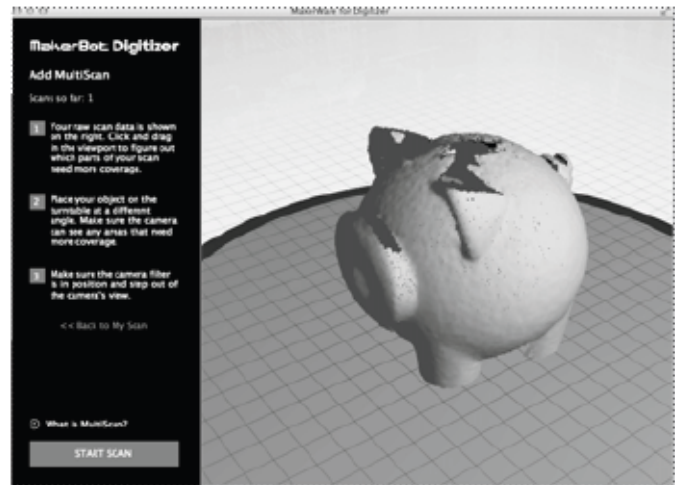 MakerWare for Digitizer
MakerBot Digitizer
Add MultiScan
Scans so far: 1
1
Your raw scan data is shown
on the right. Click and drag
in the viewport to figure out
which parts of your scan
need more coverage.
2
Place your object on the
turntable at a different
angle. Make sure the camera
can see any areas that need
more coverage.
3
Make sure the camera filter
is in position and step out of
the camera's view.
<< Back to My Scan
What is MultiScan?
START SCAN